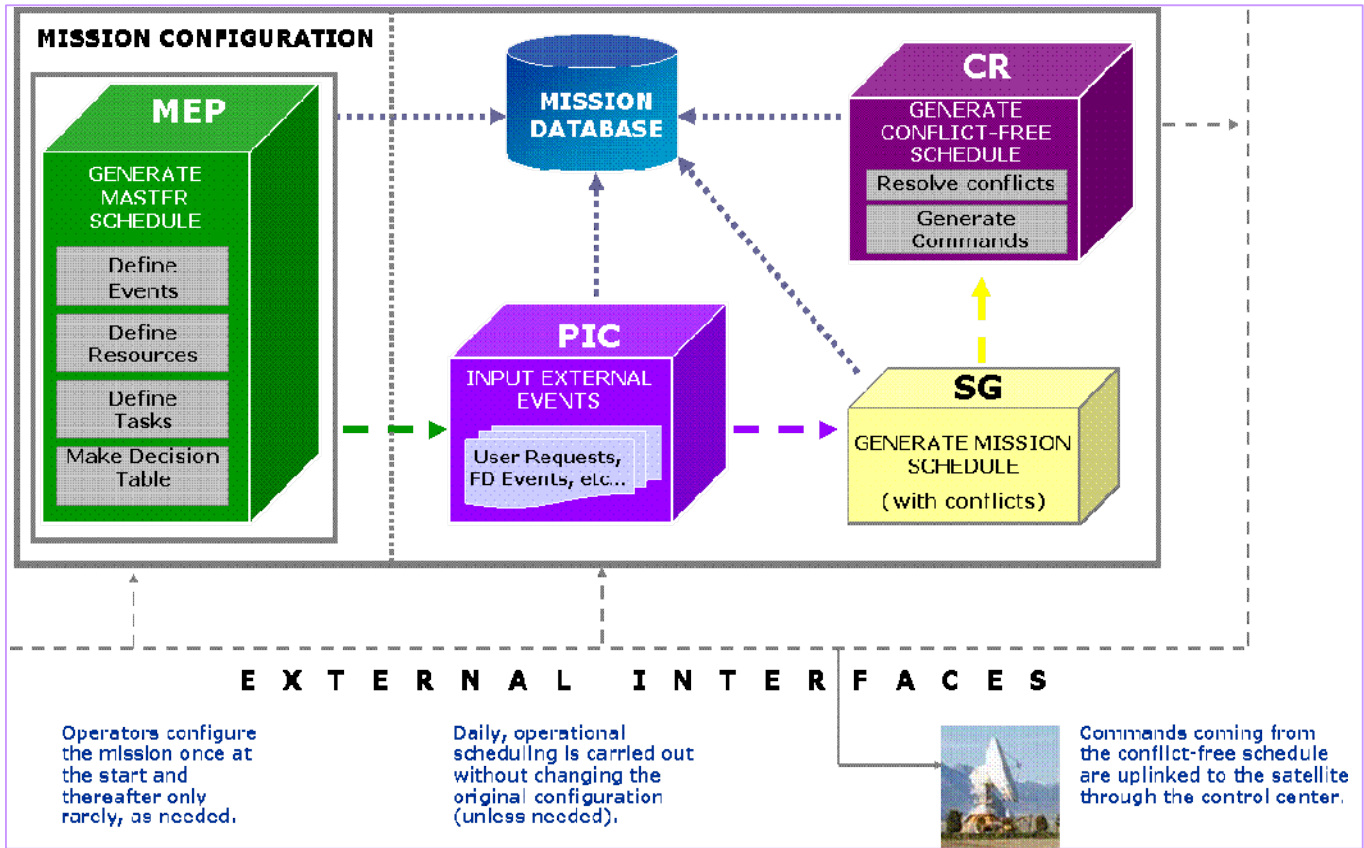 MISSION CONFIGURATION
MEP
GENERATE
MASTER
SCHEDULE
Define
Events
Define
Resources
Define
Tasks
Make Decision
Table
MISSION
DATABASE
CR
GENERATE
CONFLICT-FREE
SCHEDULE
Resolve conflicts
Generate
Commands
PIC
INPUT EXTERNAL
EVENTS
User Requests,
FD Events, etc...
SG
GENERATE MISSION
SCHEDULE
(with conflicts)
EXTERNAL INTERFACES
Operators configure
the mission once at
the start and
thereafter only
rarely, as needed.
Daily, operational
scheduling is carried out
without changing the
original configuration
(unless needed).
Commands coming from
the conflict-free schedule
are uplinked to the satellite
through the control center.